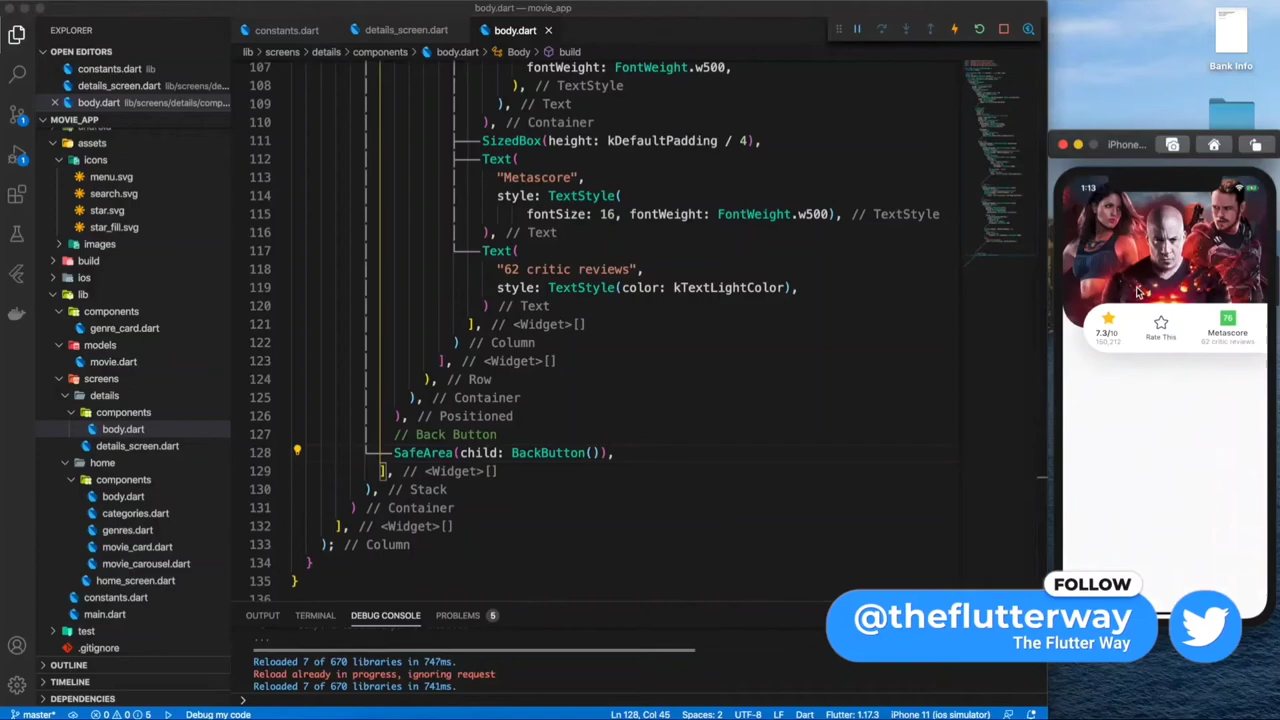 body.dart — movie_app
EXPLORER
OPEN EDITORS
constants.dart lib
details_screen.dart lib/screens/de...
body.dart lib/screens/details/comp...
MOVIE_APP
assets
icons
menu.svg
search.svg
star.svg
star_fill.svg
images
build
ios
lib
components
genre_card.dart
models
movie.dart
screens
details
components
body.dart
details_screen.dart
home
components
body.dart
categories.dart
genres.dart
movie_card.dart
movie_carousel.dart
home_screen.dart
constants.dart
main.dart
test
.gitignore
OUTLINE
TIMELINE
DEPENDENCIES
constants.dart
details_screen.dart
body.dart
lib > screens > details > components > body.dart > Body > build
107 fontWeight: FontWeight.w500,
108 ), // TextStyle
109 ), // Text
110 ), // Container
111 SizedBox(height: kDefaultPadding / 4),
112 Text(
113 "Metascore",
114 style: TextStyle(
115 fontSize: 16, fontWeight: FontWeight.w500), // TextStyle
116 ), // Text
117 Text(
118 "62 critic reviews",
119 style: TextStyle(color: kTextLightColor),
120 ) // Text
121 ], // <Widget>[]
122 ) // Column
123 ], // <Widget>[]
124 ), // Row
125 ), // Container
126 ), // Positioned
127 // Back Button
128 SafeArea(child: BackButton()),
129 ], // <Widget>[]
130 ), // Stack
131 ) // Container
132 ], // <Widget>[]
133 ); // Column
134 }
135 }
136
OUTPUT
TERMINAL
DEBUG CONSOLE
PROBLEMS 5
Reloaded 7 of 670 libraries in 747ms.
Reload already in progress, ignoring request
Reloaded 7 of 670 libraries in 741ms.
master*
0 0 5
Debug my code
Ln 128, Col 45
Spaces: 2
UTF-8
LF
Dart
Flutter: 1.17.3
iPhone 11 (ios simulator)
Bank Info
iPhone...
1:13
7.3/10
150,212
Rate This
76
Metascore
62 critic reviews
FOLLOW
@theflutterway
The Flutter Way